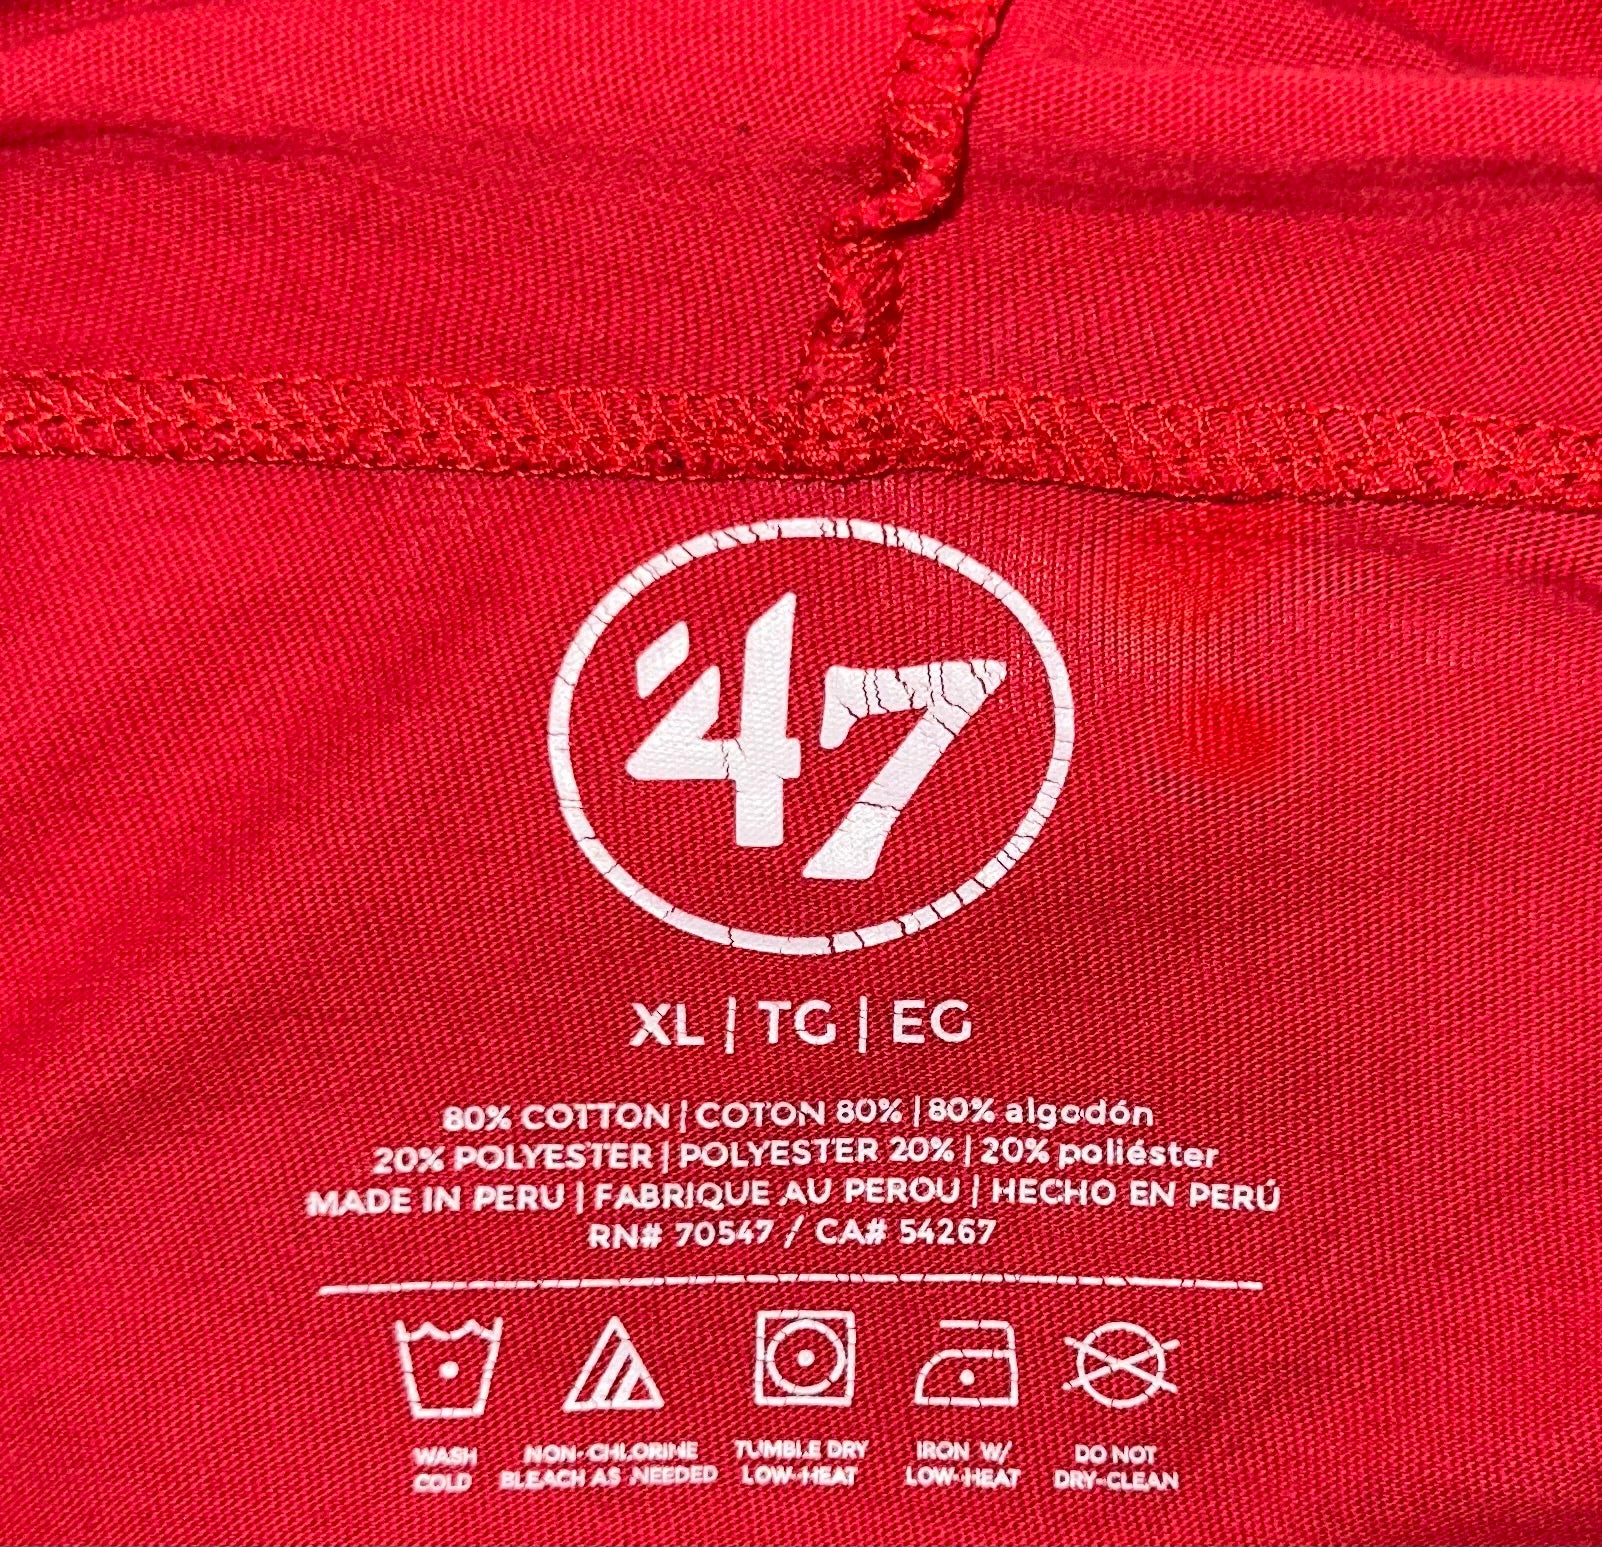 '47
XL | TG | EG
80% COTTON | COTON 80% | 80% algodón
20% POLYESTER | POLYESTER 20% | 20% poliéster
MADE IN PERU | FABRIQUE AU PEROU | HECHO EN PERÚ
RN# 70547 / CA# 54267
WASH COLD
NON-CHLORINE BLEACH AS NEEDED
TUMBLE DRY LOW-HEAT
IRON W/ LOW-HEAT
DO NOT DRY-CLEAN